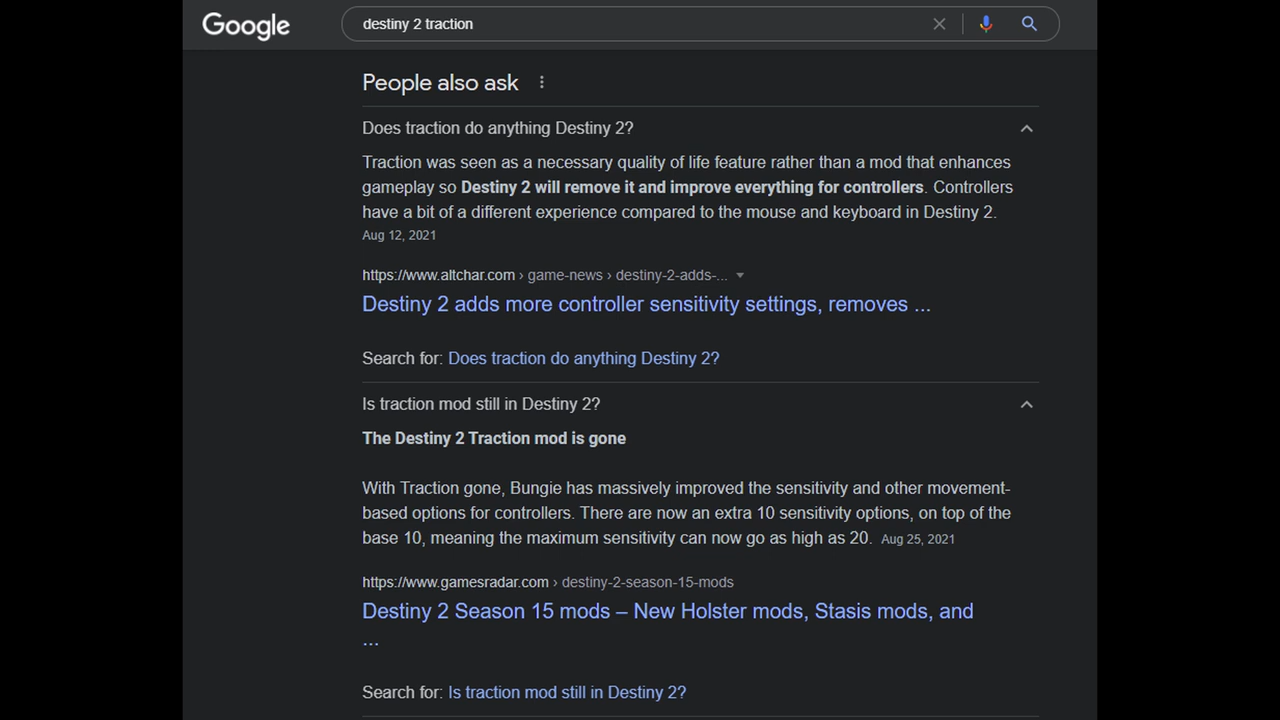 Google
destiny 2 traction
People also ask
Does traction do anything Destiny 2?
Traction was seen as a necessary quality of life feature rather than a mod that enhances
gameplay so Destiny 2 will remove it and improve everything for controllers. Controllers
have a bit of a different experience compared to the mouse and keyboard in Destiny 2.
Aug 12, 2021
https://www.altchar.com › game-news › destiny-2-adds-...
Destiny 2 adds more controller sensitivity settings, removes ...
Search for: Does traction do anything Destiny 2?
Is traction mod still in Destiny 2?
The Destiny 2 Traction mod is gone
With Traction gone, Bungie has massively improved the sensitivity and other movement-
based options for controllers. There are now an extra 10 sensitivity options, on top of the
base 10, meaning the maximum sensitivity can now go as high as 20. Aug 25, 2021
https://www.gamesradar.com › destiny-2-season-15-mods
Destiny 2 Season 15 mods – New Holster mods, Stasis mods, and
...
Search for: Is traction mod still in Destiny 2?